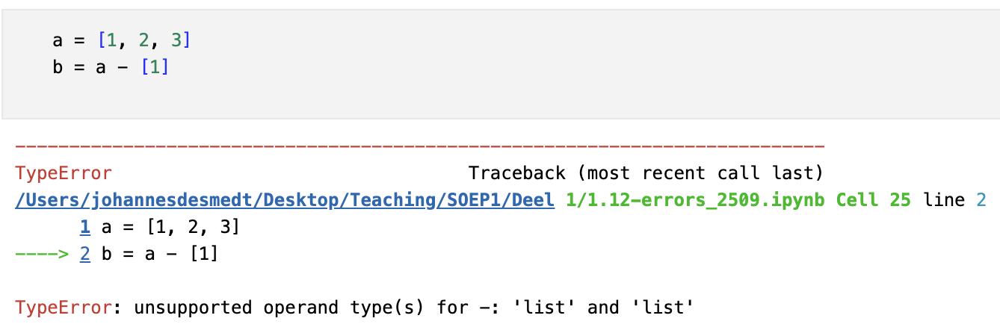 a = [1, 2, 3]
b = a - [1]
---------------------------------------------------------------------------
TypeError                                 Traceback (most recent call last)
/Users/johannesdesmedt/Desktop/Teaching/SOEP1/Deel 1/1.12-errors_2509.ipynb Cell 25 line 2
      1 a = [1, 2, 3]
----> 2 b = a - [1]
TypeError: unsupported operand type(s) for -: 'list' and 'list'